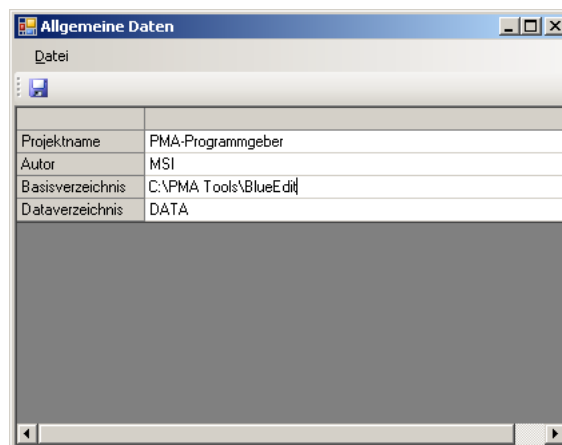 Allgemeine Daten
Datei
Projektname PMA-Programmgeber
Autor MSI
Basisverzeichnis C:\PMA Tools\BlueEdit
Dataverzeichnis DATA